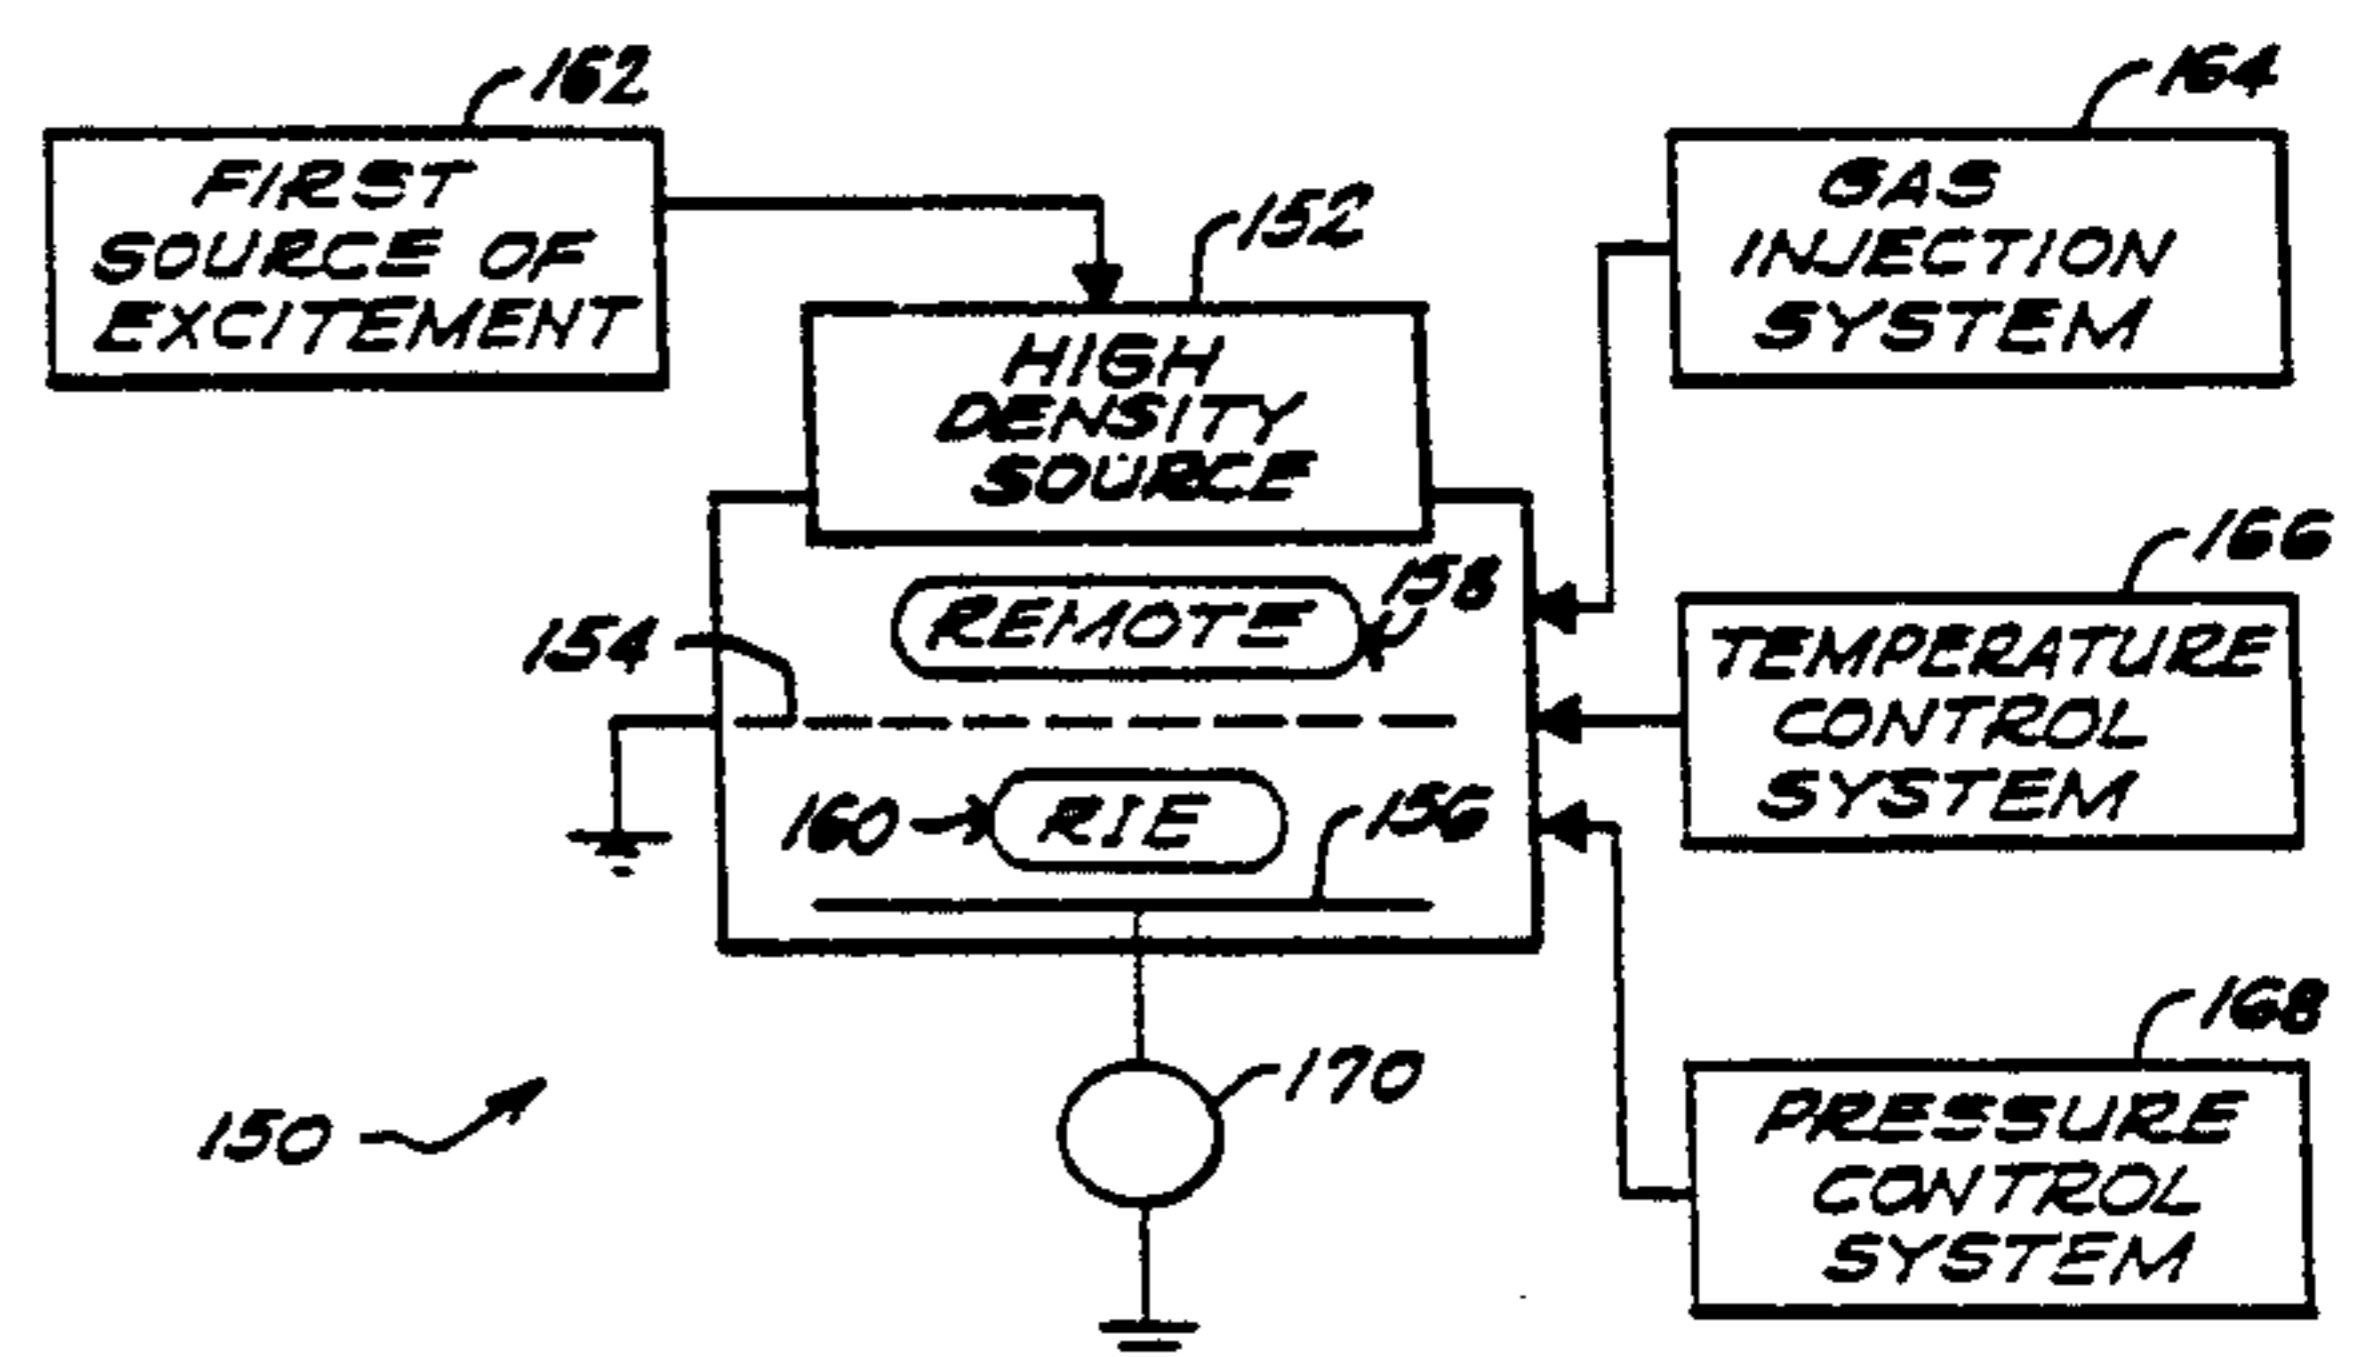 162
FIRST
SOURCE OF
EXCITEMENT
152
HIGH
DENSITY
SOURCE
164
GAS
INJECTION
SYSTEM
158
REMOTE
154
166
TEMPERATURE
CONTROL
SYSTEM
160
RIE
156
170
150
168
PRESSURE
CONTROL
SYSTEM